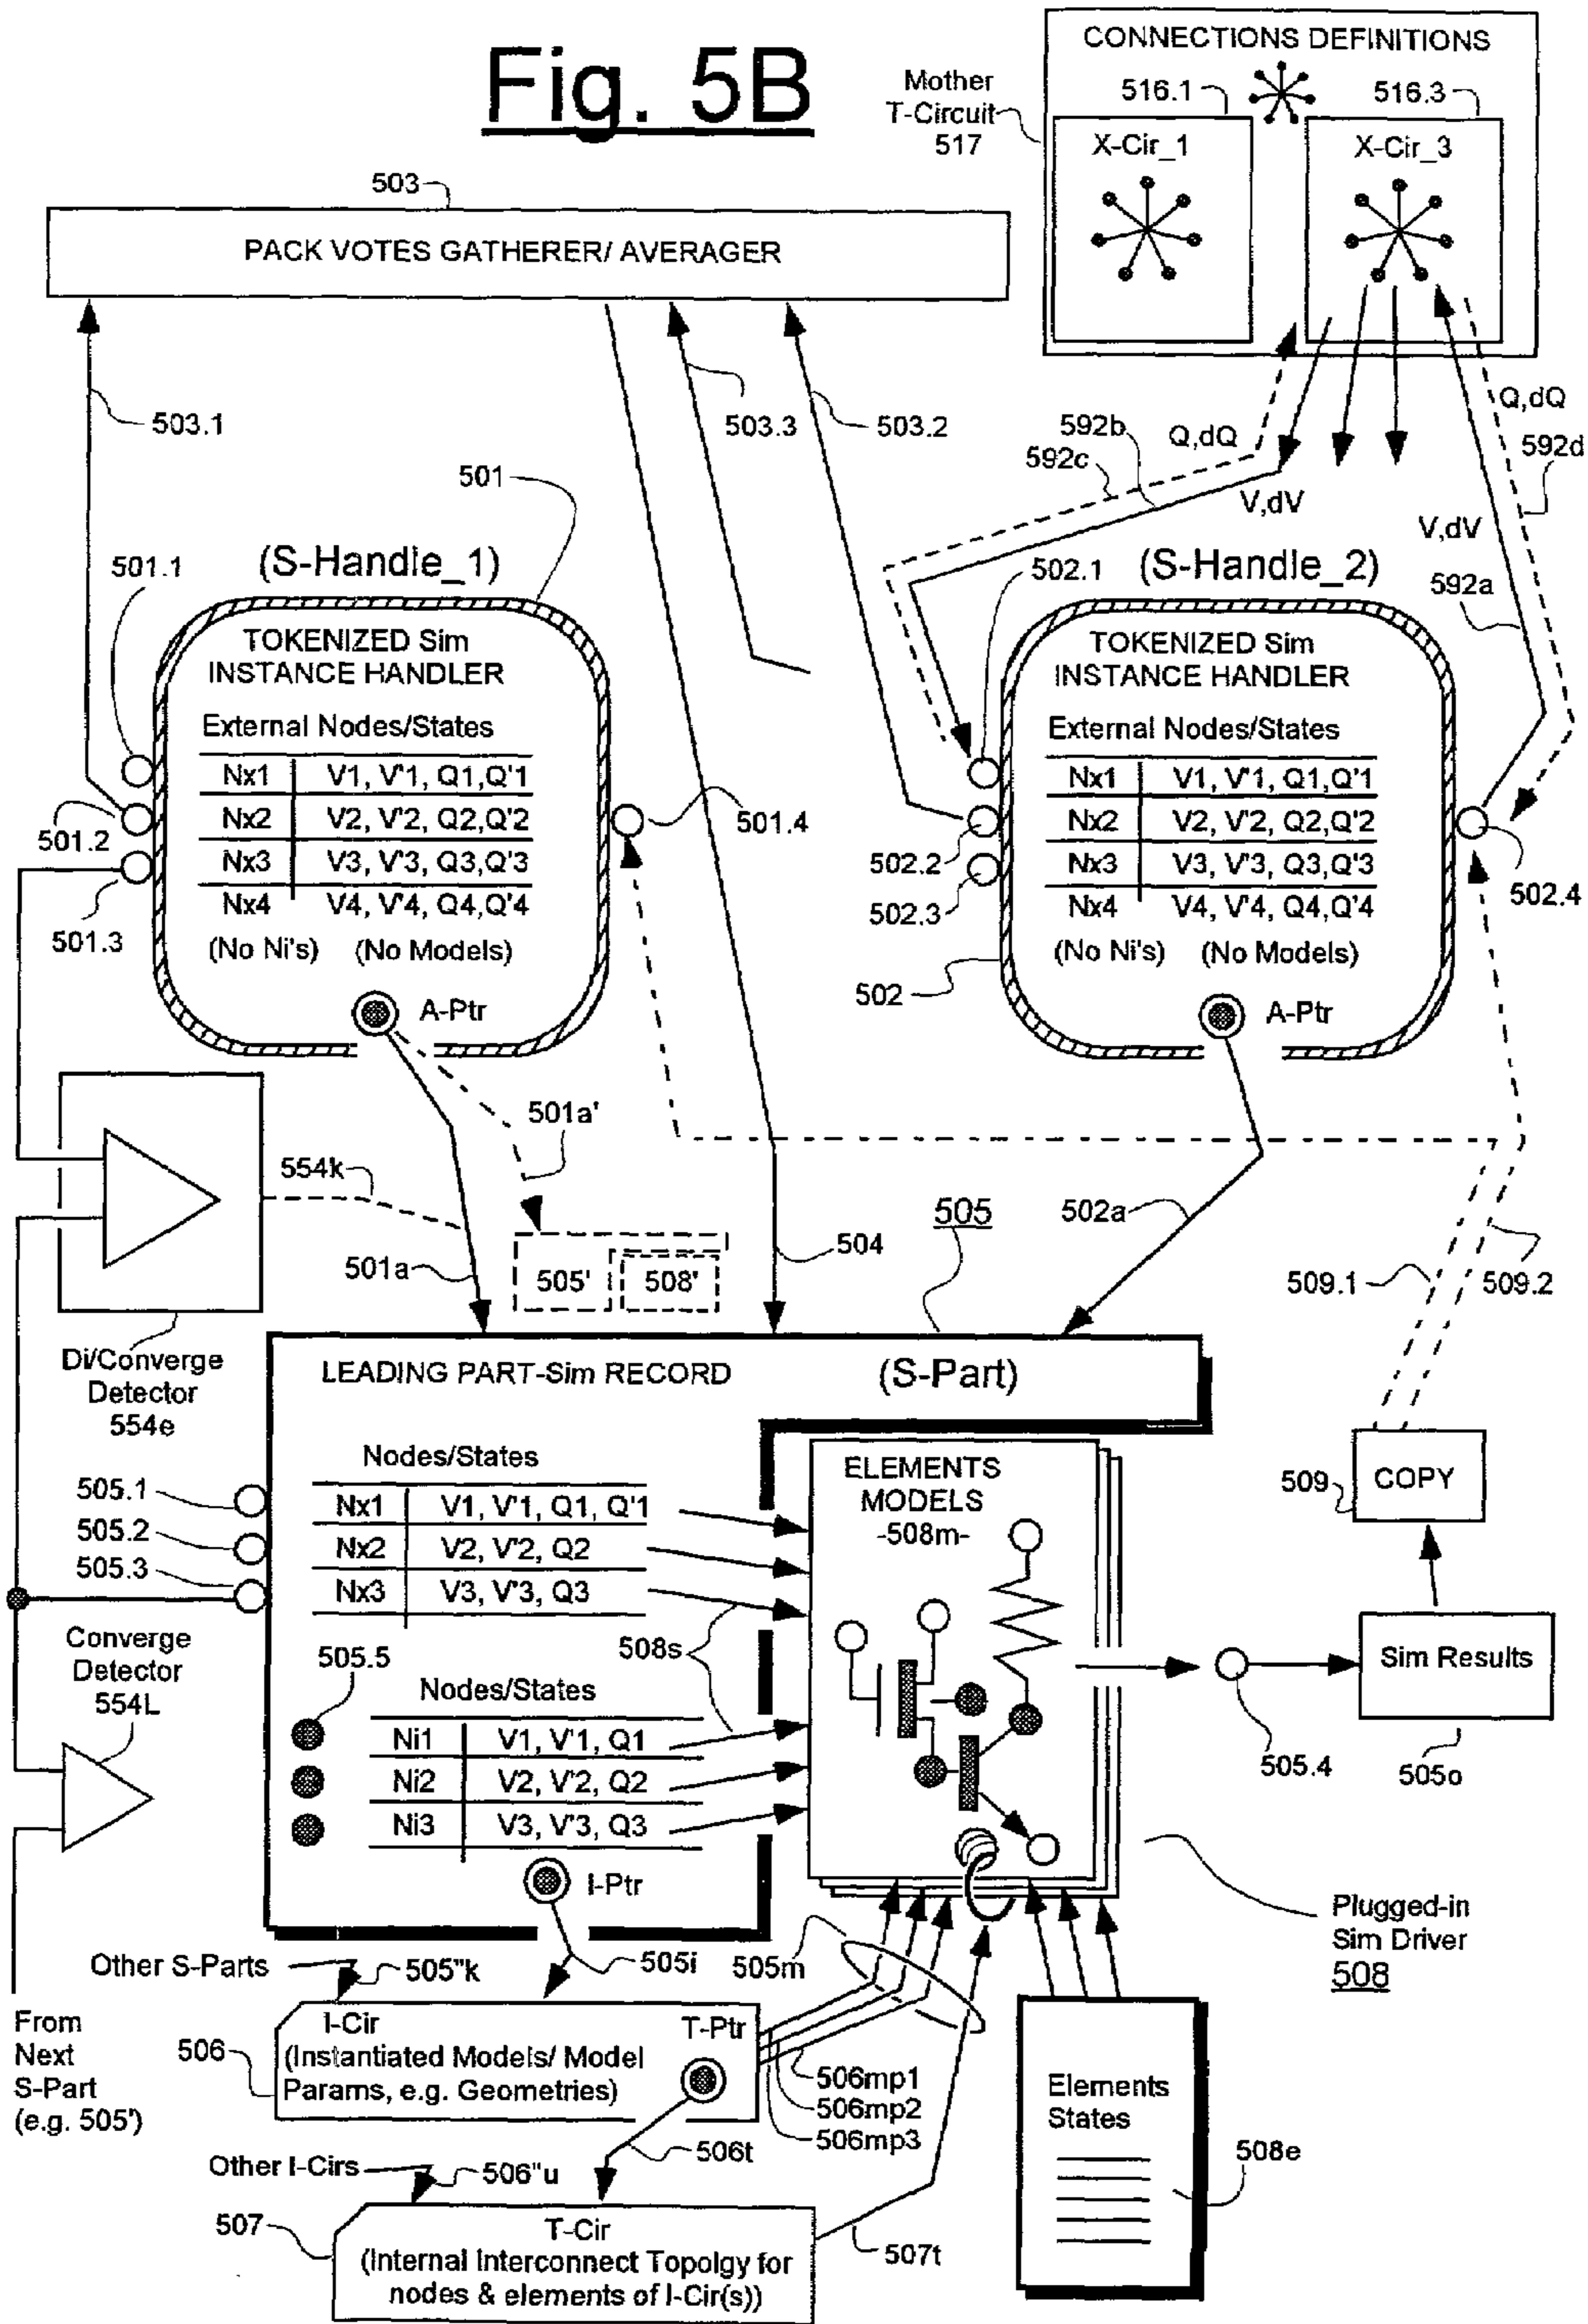 Fig. 5B
CONNECTIONS DEFINITIONS
Mother
T-Circuit
517
516.1
516.3
X-Cir_1
X-Cir_3
503
PACK VOTES GATHERER/ AVERAGER
503.1
503.3
503.2
592b
592c
Q,dQ
V,dV
Q,dQ
592d
V,dV
592a
501
(S-Handle_1)
501.1
TOKENIZED Sim
INSTANCE HANDLER
External Nodes/States
Nx1 V1, V'1, Q1,Q'1
Nx2 V2, V'2, Q2,Q'2
Nx3 V3, V'3, Q3,Q'3
Nx4 V4, V'4, Q4,Q'4
(No Ni's) (No Models)
A-Ptr
501.2
501.3
501.4
502.1
(S-Handle_2)
TOKENIZED Sim
INSTANCE HANDLER
External Nodes/States
Nx1 V1, V'1, Q1,Q'1
Nx2 V2, V'2, Q2,Q'2
Nx3 V3, V'3, Q3,Q'3
Nx4 V4, V'4, Q4,Q'4
(No Ni's) (No Models)
A-Ptr
502.2
502.3
502.4
502
501a'
554k
501a
505'
508'
504
505
502a
509.1
509.2
Di/Converge
Detector
554e
LEADING PART-Sim RECORD
(S-Part)
Nodes/States
Nx1 V1, V'1, Q1, Q'1
Nx2 V2, V'2, Q2
Nx3 V3, V'3, Q3
505.1
505.2
505.3
508s
ELEMENTS
MODELS
-508m-
509
COPY
Converge
Detector
554L
505.5
Nodes/States
Ni1 V1, V'1, Q1
Ni2 V2, V'2, Q2
Ni3 V3, V'3, Q3
I-Ptr
Sim Results
505.4
505o
Plugged-in
Sim Driver
508
Other S-Parts
505"k
505i
505m
From
Next
S-Part
(e.g. 505')
506
I-Cir
T-Ptr
(Instantiated Models/ Model
Params, e.g. Geometries)
506mp1
506mp2
506mp3
506t
Other I-Cirs
506"u
507
T-Cir
(Internal Interconnect Topolgy for
nodes & elements of I-Cir(s))
507t
Elements
States
508e